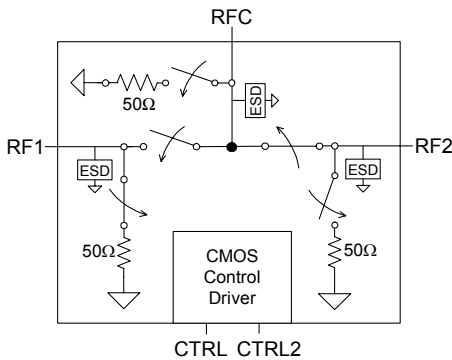 RFC
50Ω
ESD
RF1
RF2
ESD
ESD
50Ω
CMOS
Control
Driver
50Ω
CTRL CTRL2